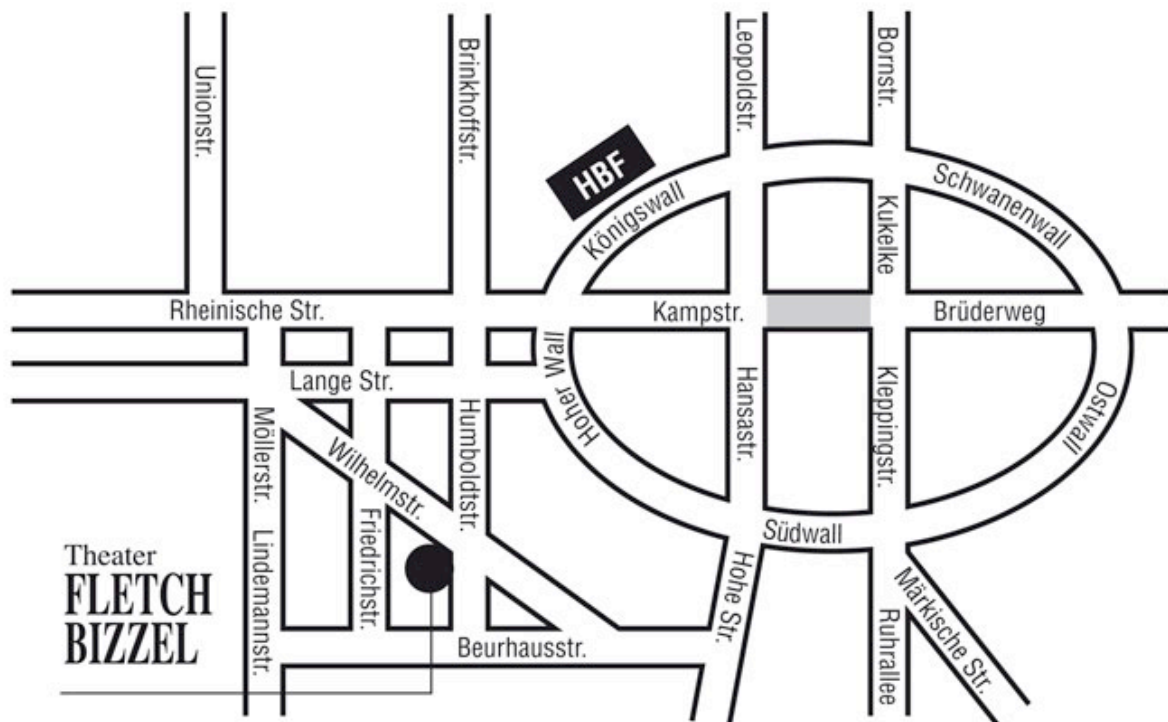 Unionstr.
Brinkhoffstr.
Leopoldstr.
Bornstr.
HBF
Königswall
Schwanenwall
Kukelke
Rheinische Str.
Kampstr.
Brüderweg
Hoher Wall
Lange Str.
Hansastr.
Kleppingstr.
Ostwall
Möllerstr.
Wilhelmstr.
Humboldtstr.
Südwall
Lindemannstr.
Friedrichstr.
Hohe Str.
Ruhrallee
Märkische Str.
Theater
FLETCH
BIZZEL
Beurhausstr.